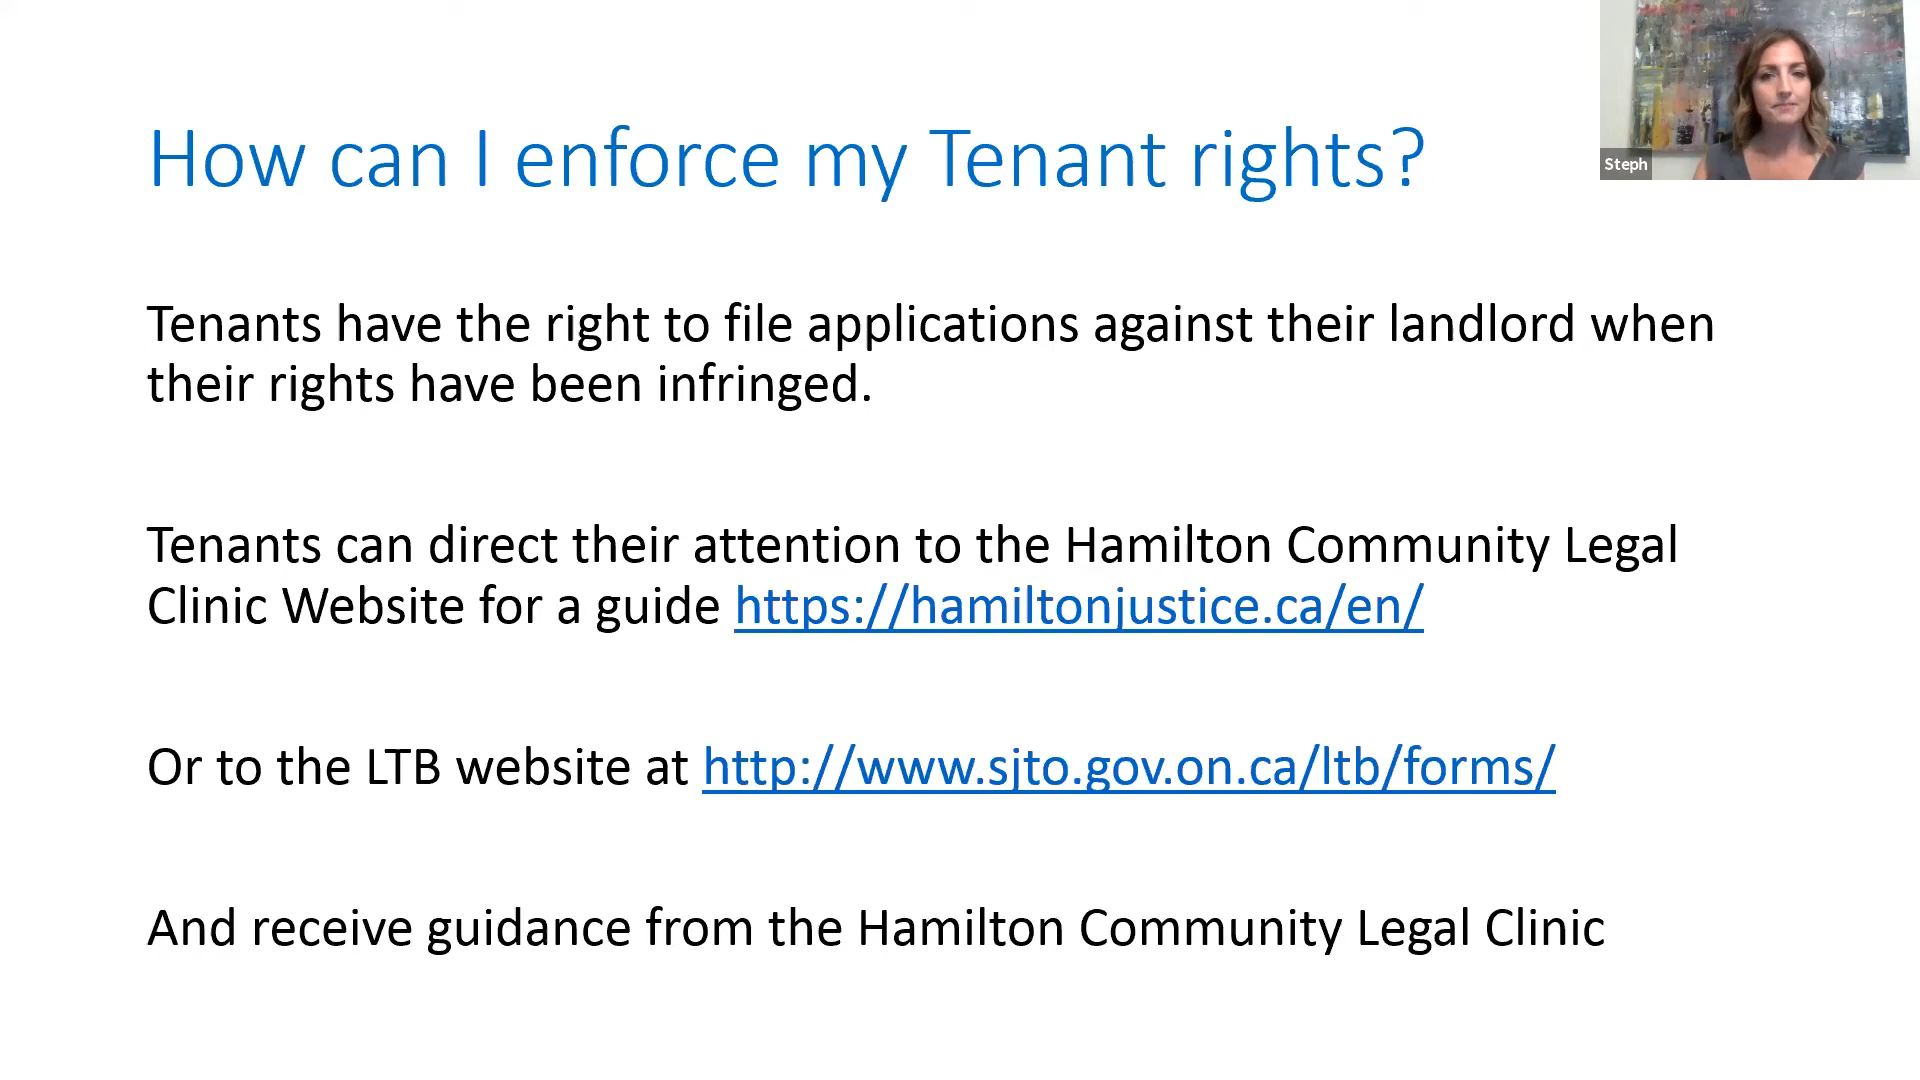 How can I enforce my Tenant rights?
Steph
Tenants have the right to file applications against their landlord when
their rights have been infringed.
Tenants can direct their attention to the Hamilton Community Legal
Clinic Website for a guide https://hamiltonjustice.ca/en/
Or to the LTB website at http://www.sjto.gov.on.ca/ltb/forms/
And receive guidance from the Hamilton Community Legal Clinic